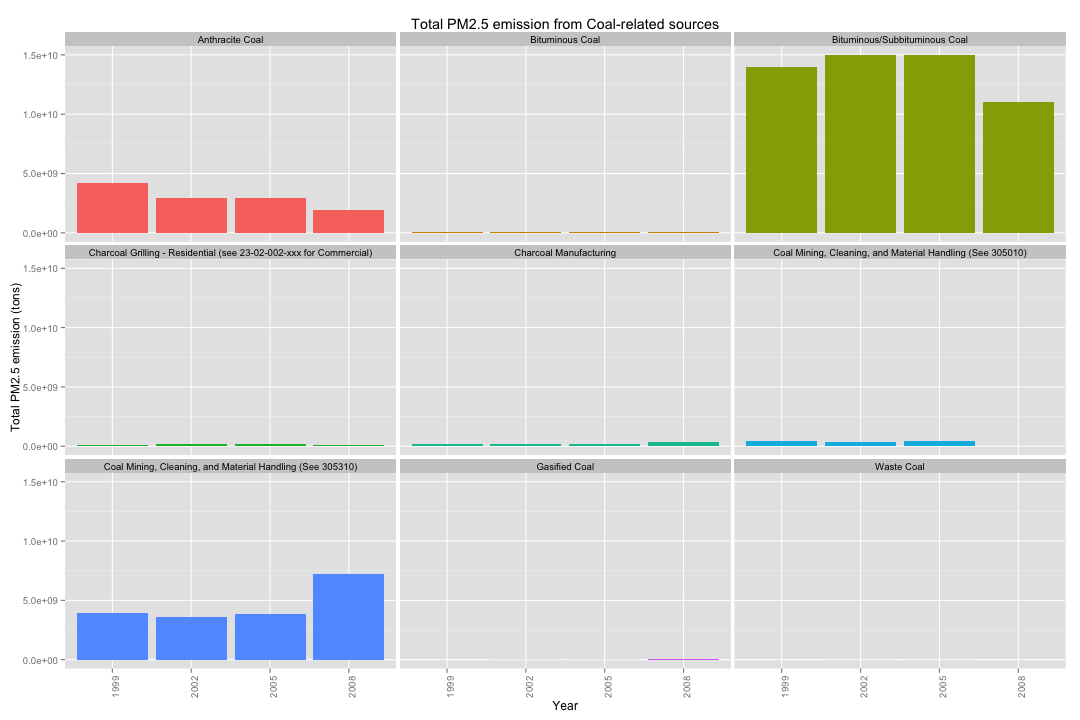 Total PM2.5 emission from Coal-related sources
Anthracite Coal
Bituminous Coal
Bituminous/Subbituminous Coal
1.5e+10
1.0e+10
5.0e+09
0.0e+00
Charcoal Grilling - Residential (see 23-02-002-xxx for Commercial)
Charcoal Manufacturing
Coal Mining, Cleaning, and Material Handling (See 305010)
1.5e+10
1.0e+10
5.0e+09
0.0e+00
Total PM2.5 emission (tons)
Coal Mining, Cleaning, and Material Handling (See 305310)
Gasified Coal
Waste Coal
1.5e+10
1.0e+10
5.0e+09
0.0e+00
1999
2002
2005
2008
1999
2002
2005
2008
1999
2002
2005
2008
Year